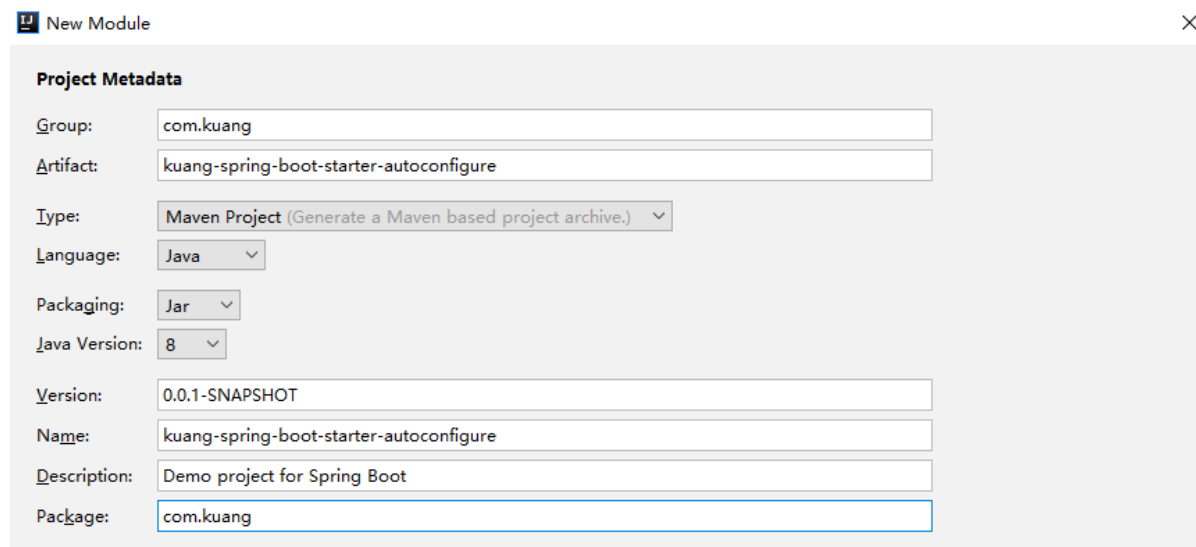 New Module
Project Metadata
Group: com.kuang
Artifact: kuang-spring-boot-starter-autoconfigure
Type: Maven Project (Generate a Maven based project archive.)
Language: Java
Packaging: Jar
Java Version: 8
Version: 0.0.1-SNAPSHOT
Name: kuang-spring-boot-starter-autoconfigure
Description: Demo project for Spring Boot
Package: com.kuang